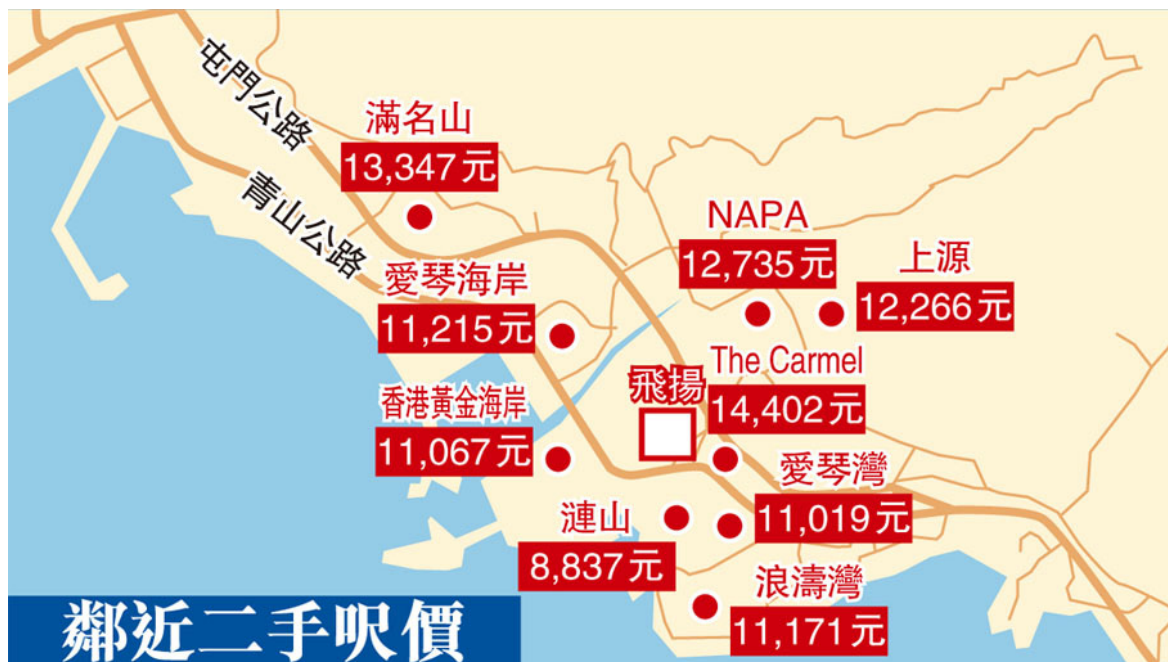 屯門公路
滿名山
13,347元
青山公路
NAPA
12,735元
上源
12,266元
愛琴海岸
11,215元
The Carmel
14,402元
飛揚
香港黃金海岸
11,067元
愛琴灣
11,019元
漣山
8,837元
浪濤灣
11,171元
鄰近二手呎價